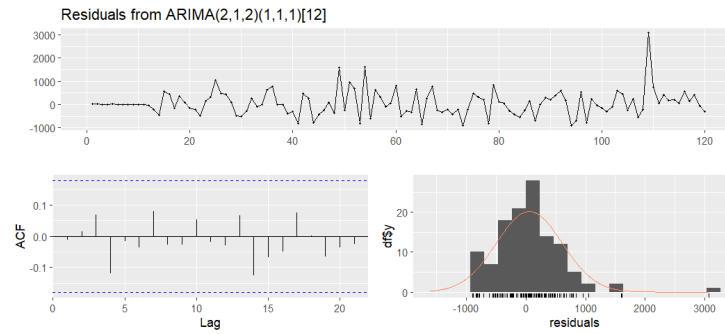 Residuals from ARIMA(2,1,2)(1,1,1)[12]
3000
2000
1000
0
-1000
0 20 40 60 80 100 120
ACF
0.1
0.0
-0.1
0 5 10 15 20
Lag
df$y
20
10
0
-1000 0 1000 2000 3000
residuals